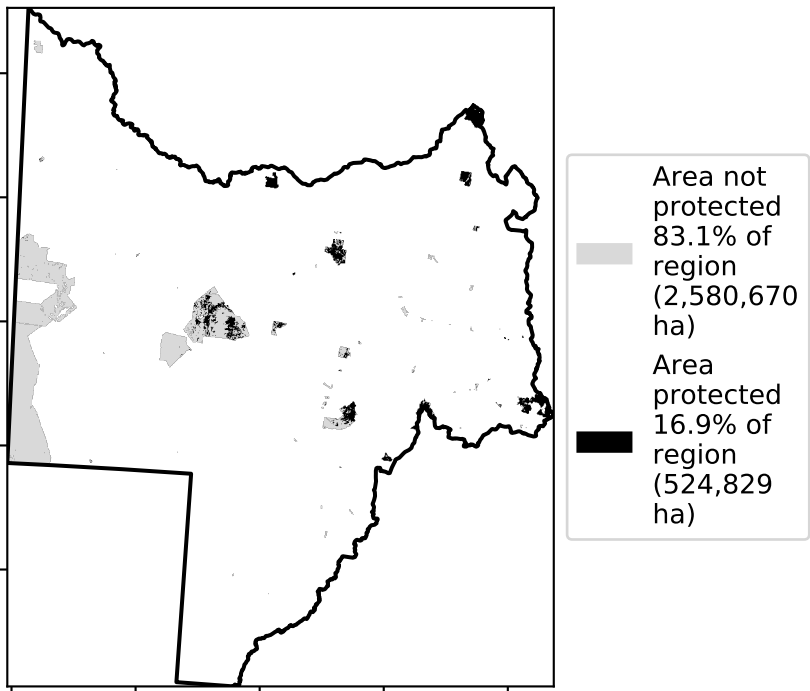 Area not
protected
83.1% of
region
(2,580,670
ha)
Area
protected
16.9% of
region
(524,829
ha)